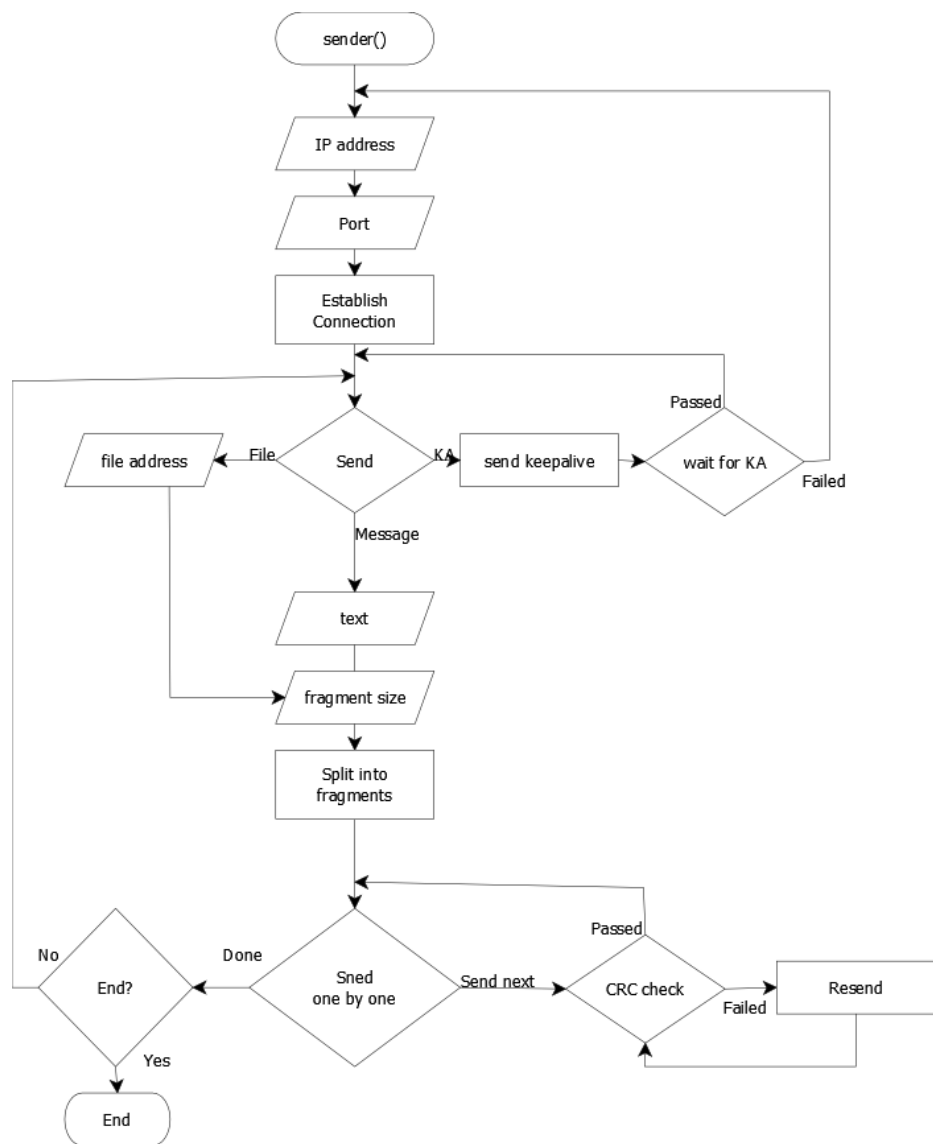 sender()
IP address
Port
Establish
Connection
Passed
file address
File
Send
KA
send keepalive
wait for KA
Failed
Message
text
fragment size
Split into
fragments
No
Done
Passed
End?
Sned
one by one
Send next
CRC check
Failed
Resend
Yes
End